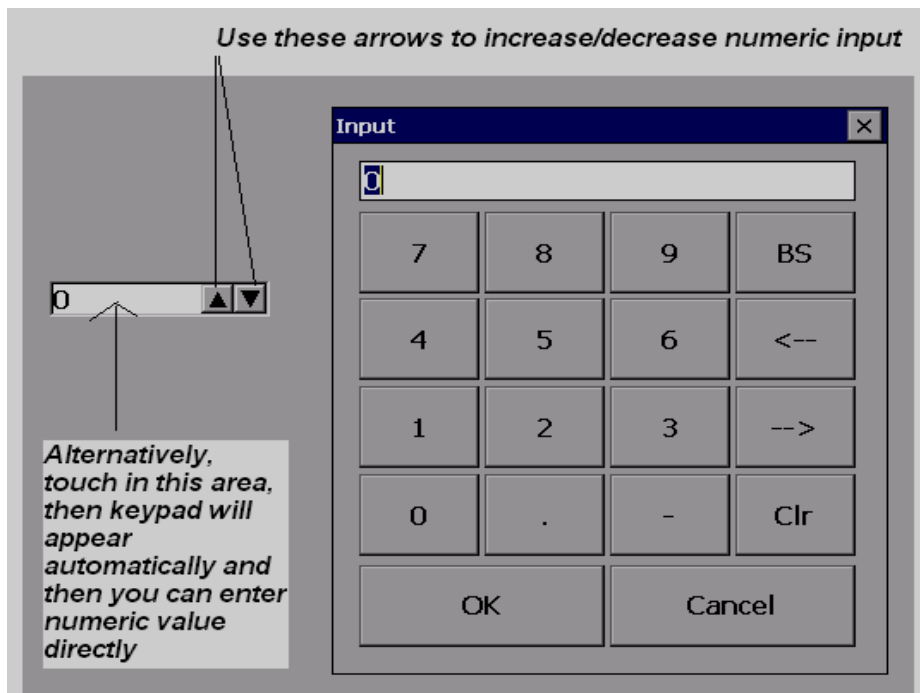 Use these arrows to increase/decrease numeric input
Input
0
7 8 9 BS
0
4 5 6 <--
1 2 3 -->
Alternatively,
touch in this area,
then keypad will
appear
automatically and
then you can enter
numeric value
directly
0 . - Clr
OK Cancel